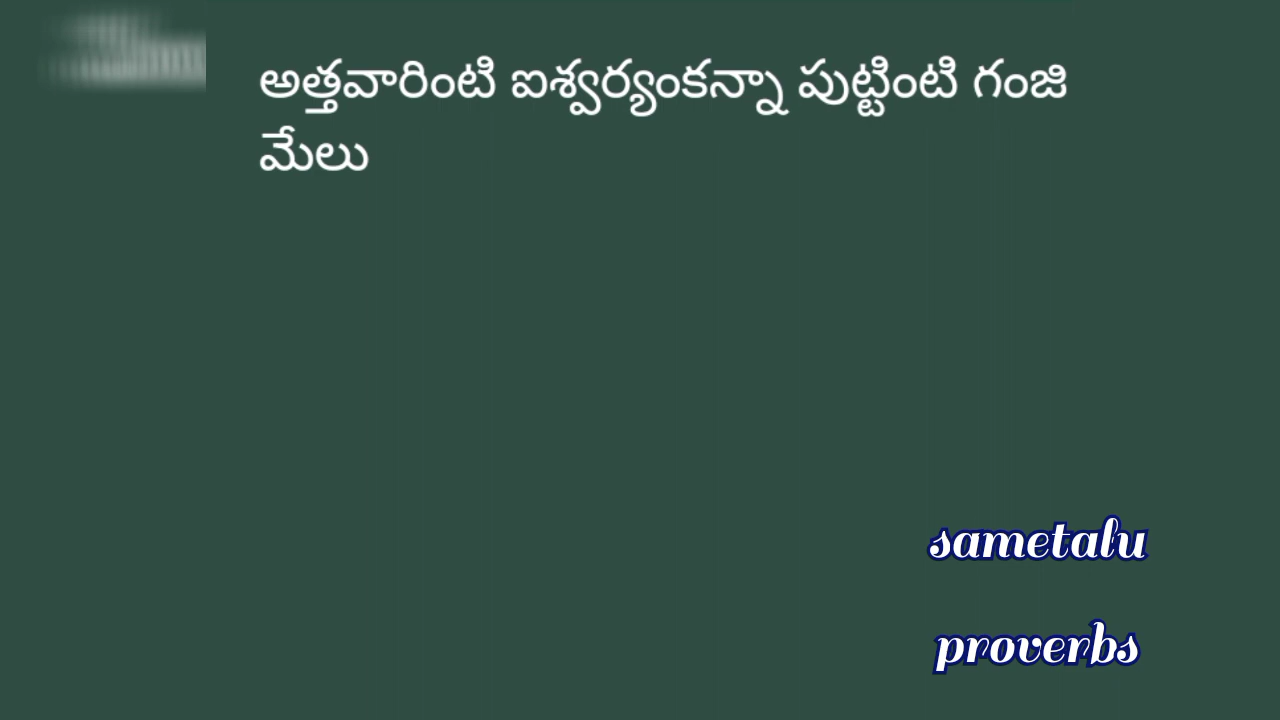 అత్తవారింటి ఐశ్వర్యంకన్నా పుట్టింటి గంజి
మేలు
sametalu
proverbs